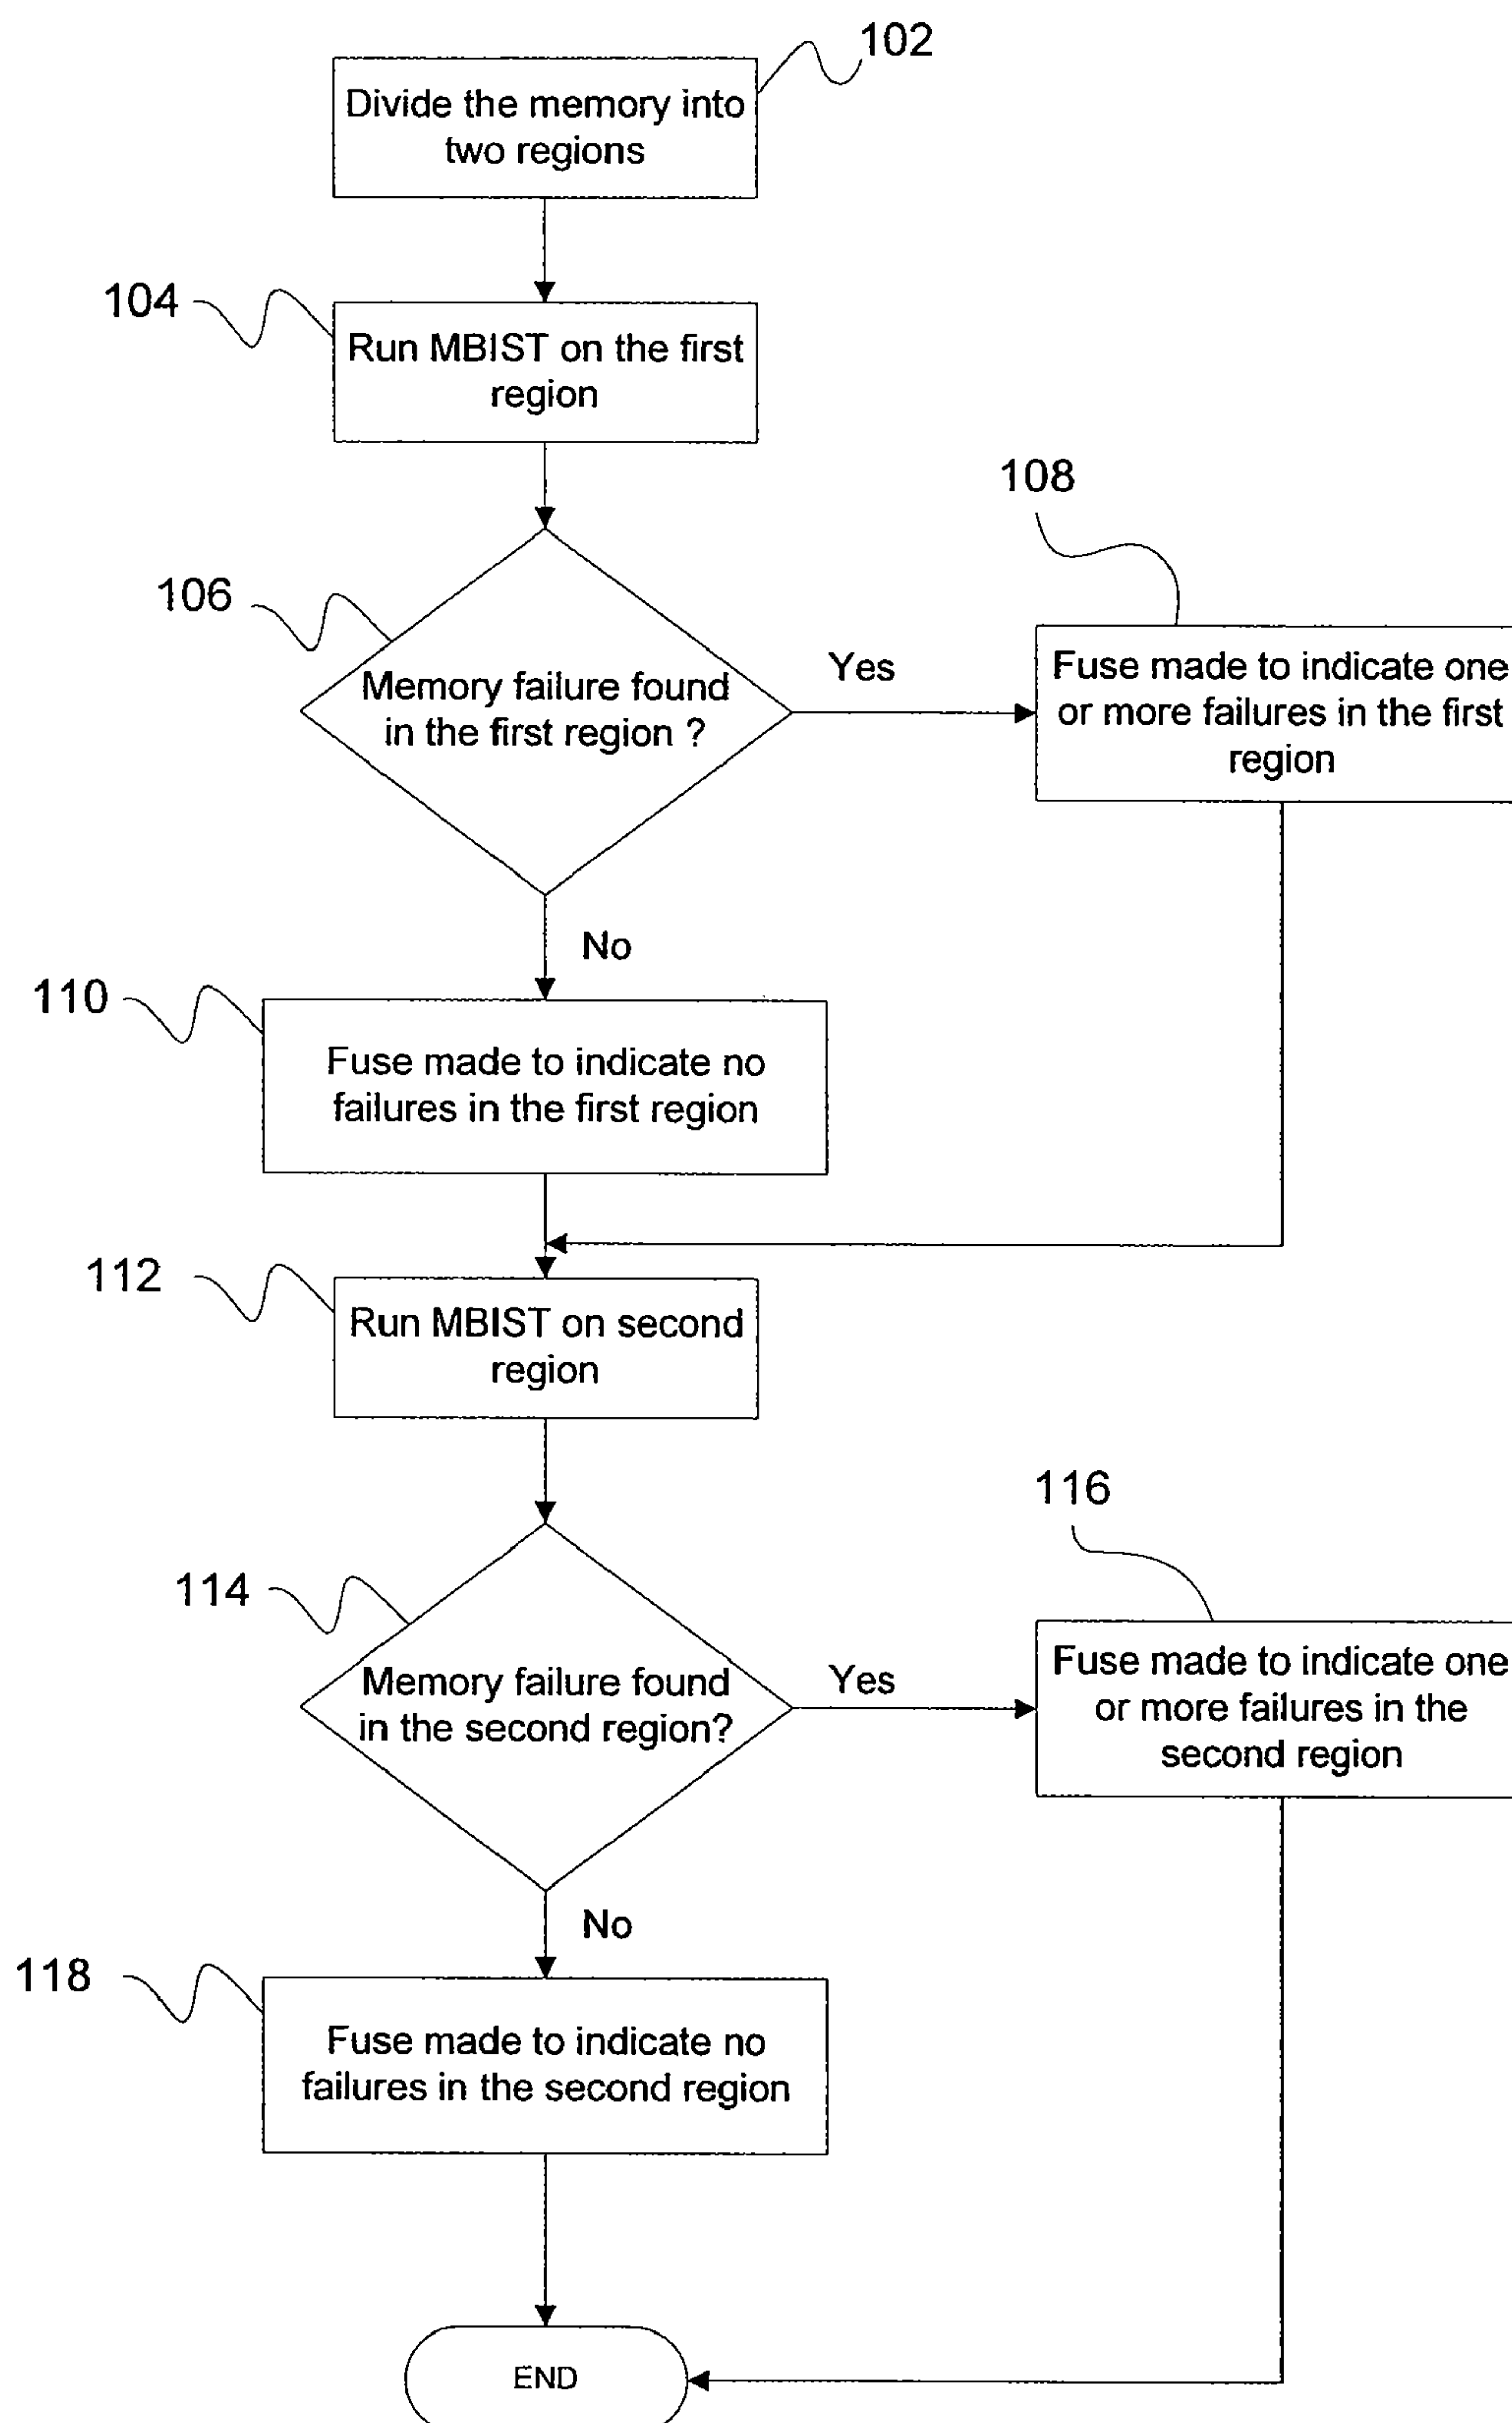 102
Divide the memory into
two regions
104
Run MBIST on the first
region
108
106
Memory failure found
in the first region ?
Yes
Fuse made to indicate one
or more failures in the first
region
No
110
Fuse made to indicate no
failures in the first region
112
Run MBIST on second
region
116
114
Memory failure found
in the second region?
Yes
Fuse made to indicate one
or more failures in the
second region
No
118
Fuse made to indicate no
failures in the second region
END